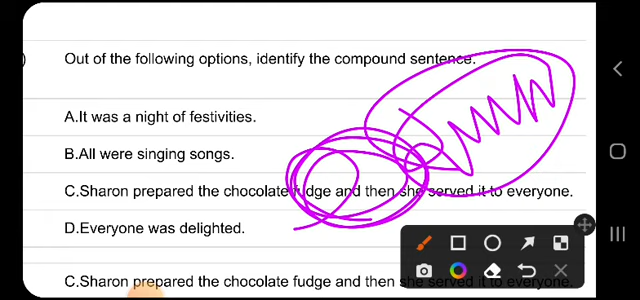 Out of the following options, identify the compound sentence.
A.It was a night of festivities.
B.All were singing songs.
C.Sharon prepared the chocolate fudge and then she served it to everyone.
D.Everyone was delighted.
C.Sharon prepared the chocolate fudge and then she served it to everyone.